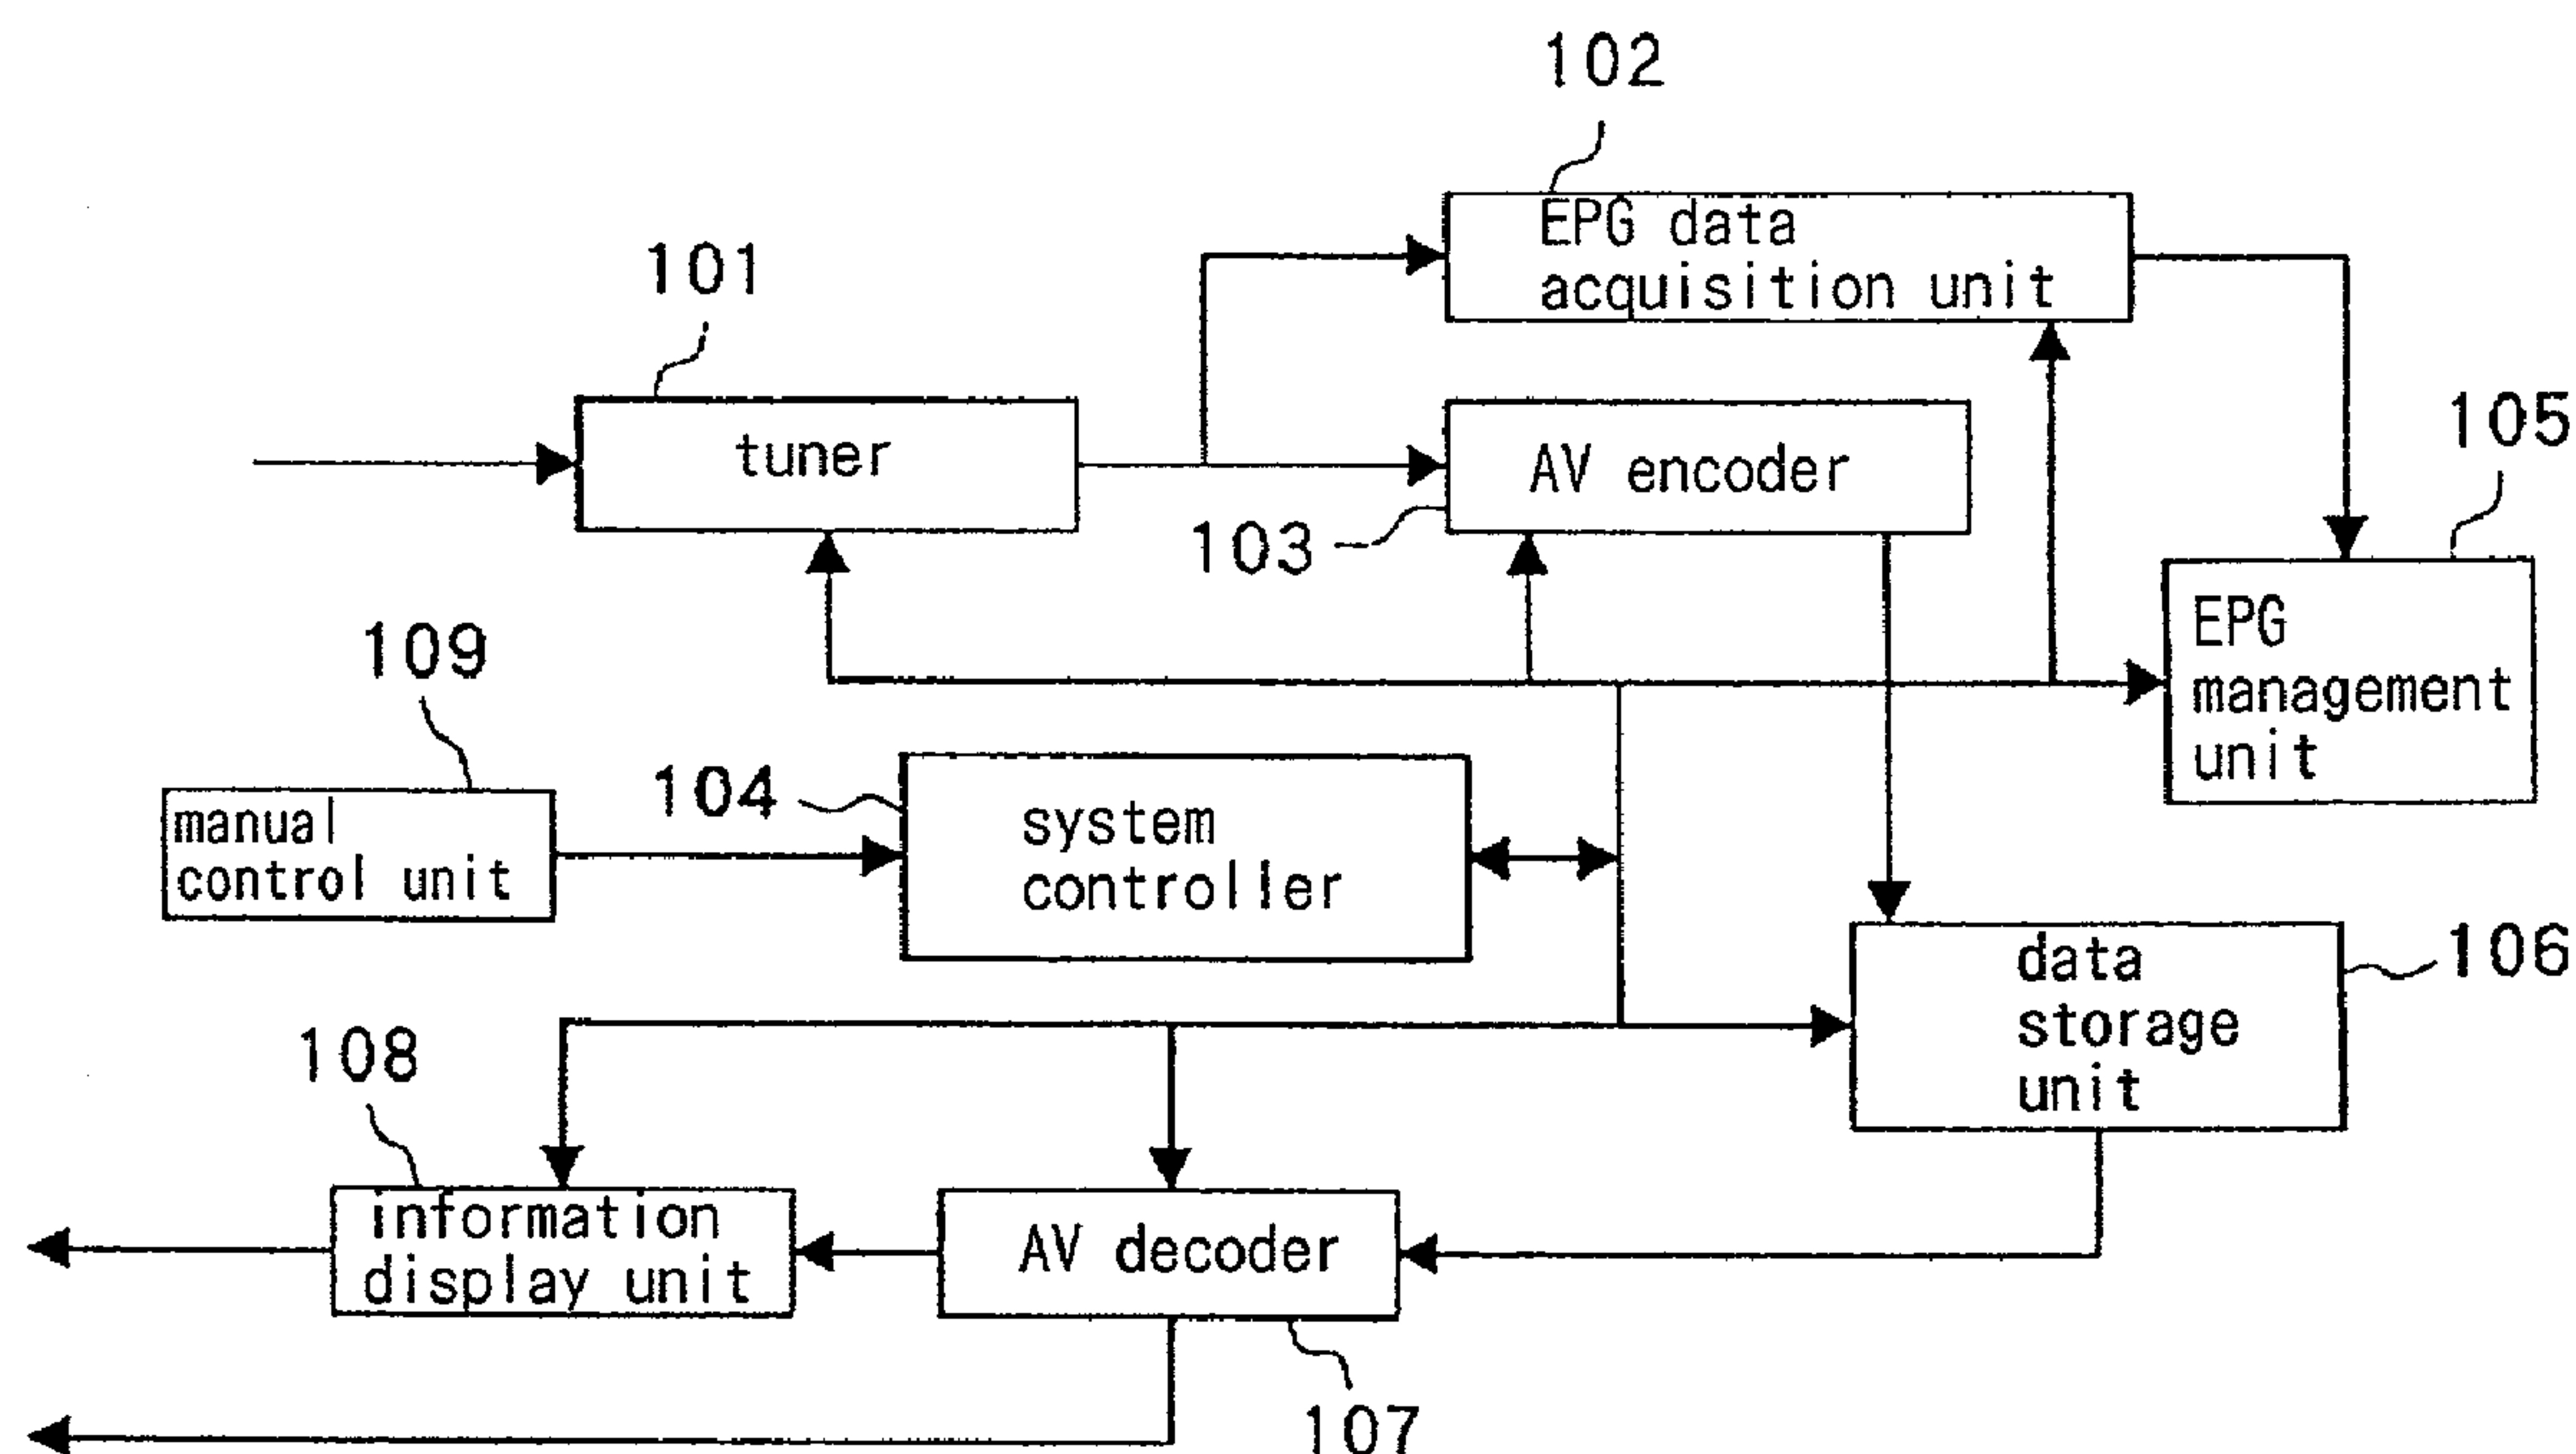 102
EPG data
acquisition unit
101
tuner
AV encoder
103
105
EPG
management
unit
109
manual
control unit
104
system
controller
data
storage
unit
106
108
information
display unit
AV decoder
107